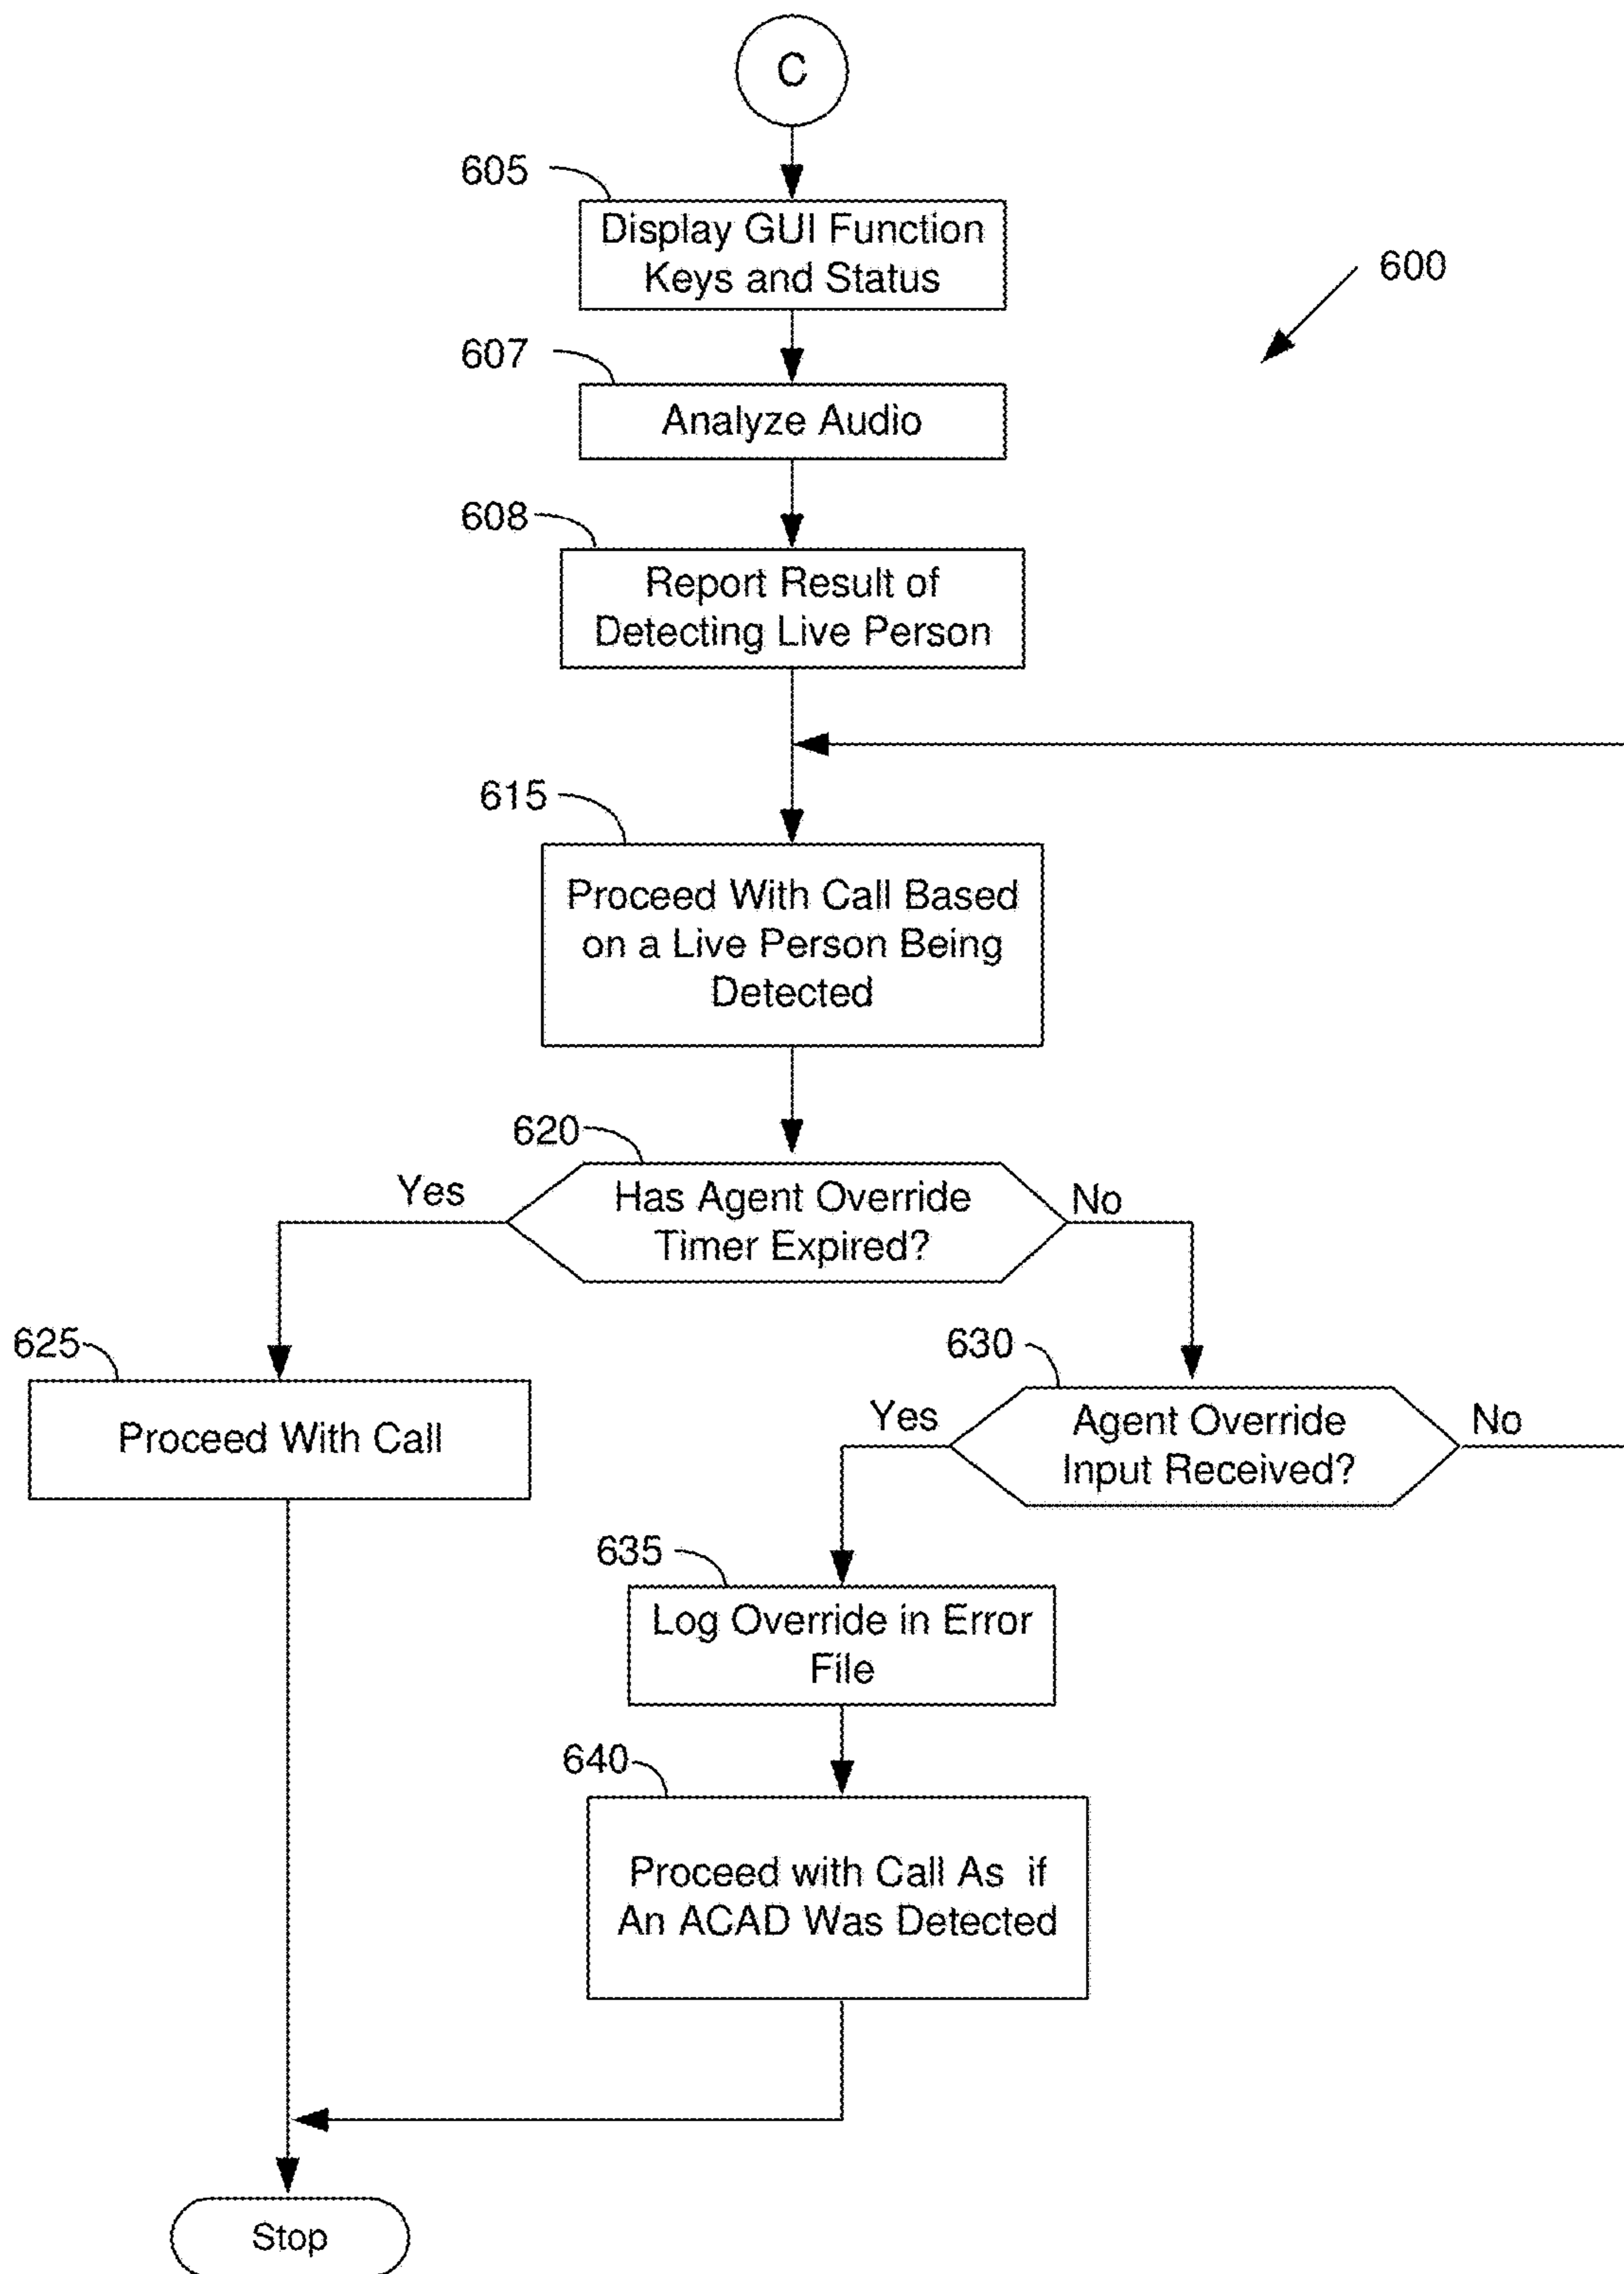 C
605
Display GUI Function
Keys and Status
600
607
Analyze Audio
608
Report Result of
Detecting Live Person
615
Proceed With Call Based
on a Live Person Being
Detected
620
Yes
Has Agent Override
Timer Expired?
No
625
Proceed With Call
630
Yes
Agent Override
Input Received?
No
635
Log Override in Error
File
640
Proceed with Call As if
An ACAD Was Detected
Stop